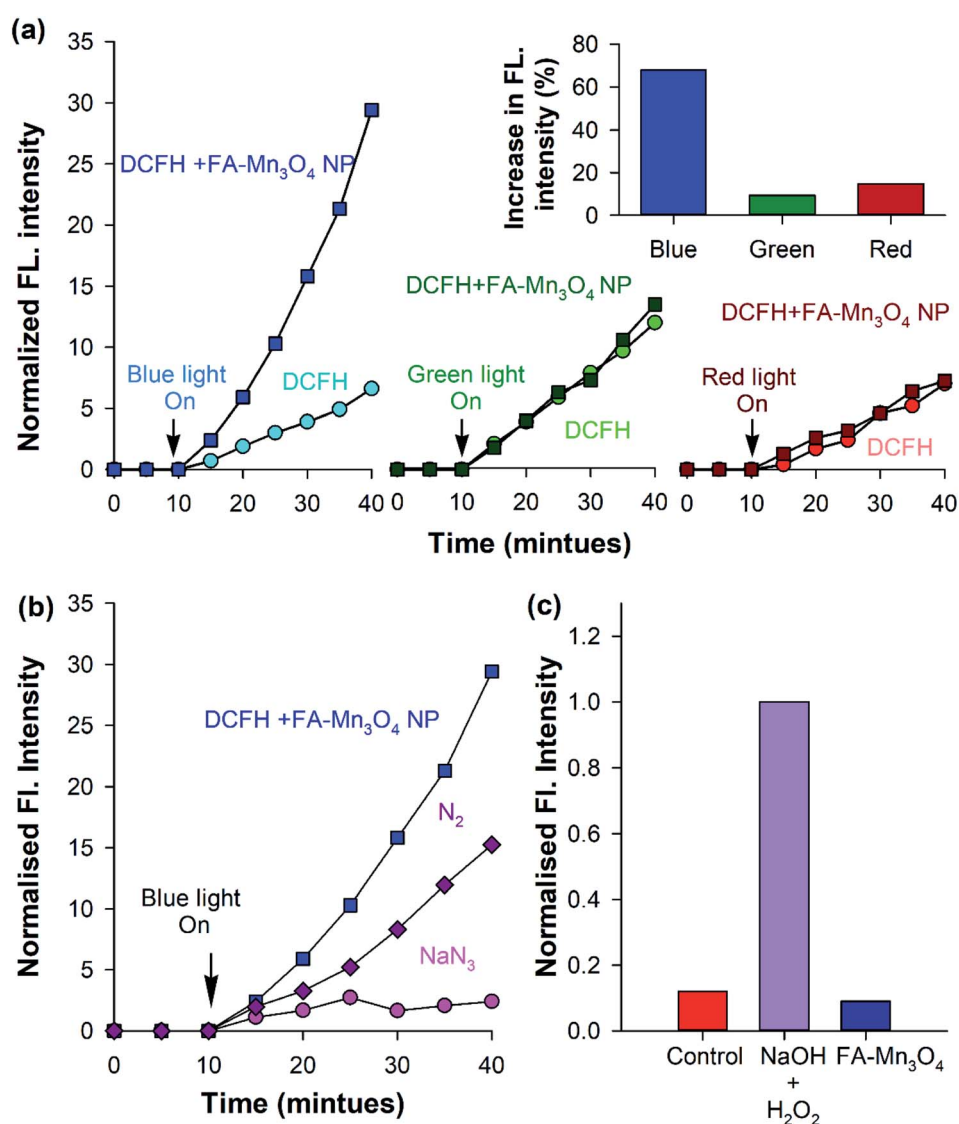 (a)
Normalized FL. intensity
35
30
25
20
15
10
5
0
DCFH +FA-Mn₃O₄ NP
Blue light
On
DCFH
0 10 20 30 40
Increase in FL.
intensity (%)
80
60
40
20
0
Blue Green Red
DCFH+FA-Mn₃O₄ NP
Green light
On
DCFH
0 10 20 30 40
DCFH+FA-Mn₃O₄ NP
Red light
On
DCFH
0 10 20 30 40
Time (mintues)
(b)
Normalised Fl. Intensity
35
30
25
20
15
10
5
0
DCFH +FA-Mn₃O₄ NP
N₂
Blue light
On
NaN₃
0 10 20 30 40
Time (mintues)
(c)
Normalised Fl. Intensity
1.2
1.0
0.8
0.6
0.4
0.2
0.0
Control NaOH FA-Mn₃O₄
+
H₂O₂